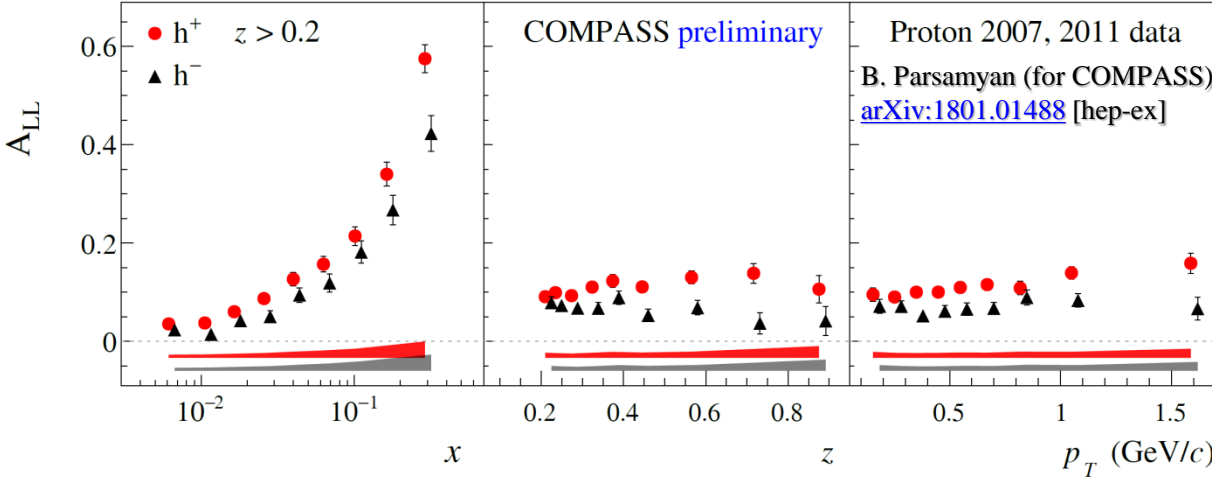 h⁺ z > 0.2
h⁻
COMPASS preliminary
Proton 2007, 2011 data
B. Parsamyan (for COMPASS)
arXiv:1801.01488 [hep-ex]
A_LL
0.6
0.4
0.2
0
10⁻² 10⁻¹
x
0.2 0.4 0.6 0.8
z
0.5 1 1.5
p_T (GeV/c)